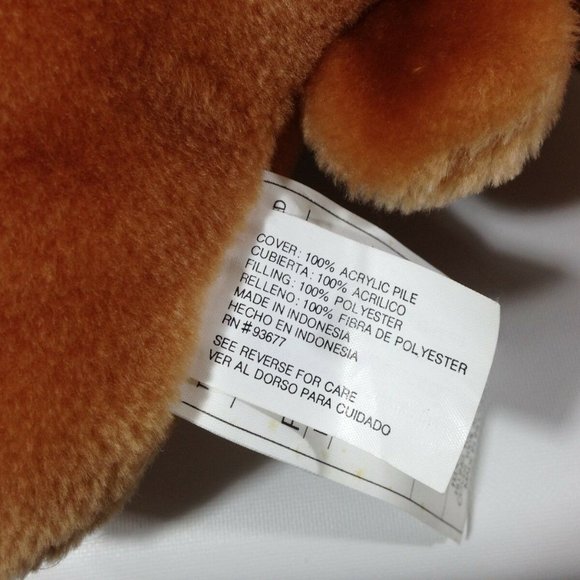 COVER: 100% ACRYLIC PILE
CUBIERTA: 100% ACRILICO
FILLING: 100% POLYESTER
RELLENO: 100% FIBRA DE POLYESTER
MADE IN INDONESIA
HECHO EN INDONESIA
RN #93677
SEE REVERSE FOR CARE
VER AL DORSO PARA CUIDADO